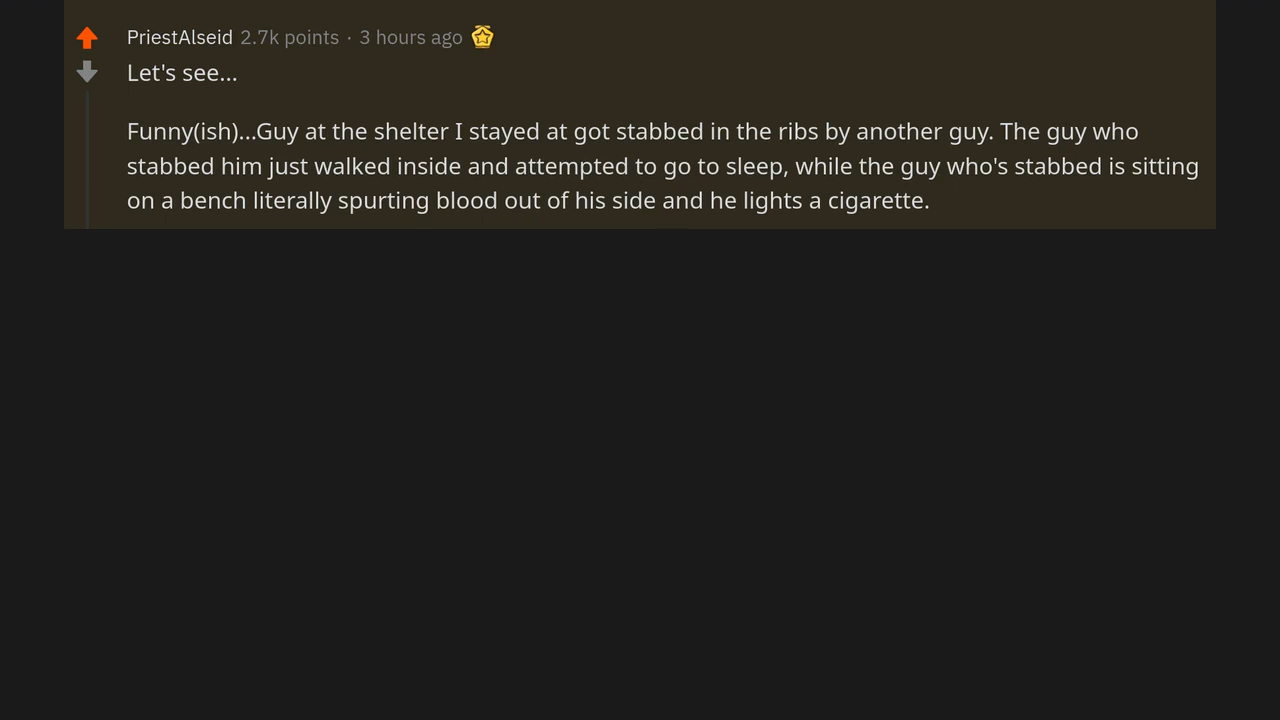 PriestAlseid 2.7k points · 3 hours ago
Let's see...
Funny(ish)...Guy at the shelter I stayed at got stabbed in the ribs by another guy. The guy who
stabbed him just walked inside and attempted to go to sleep, while the guy who's stabbed is sitting
on a bench literally spurting blood out of his side and he lights a cigarette.